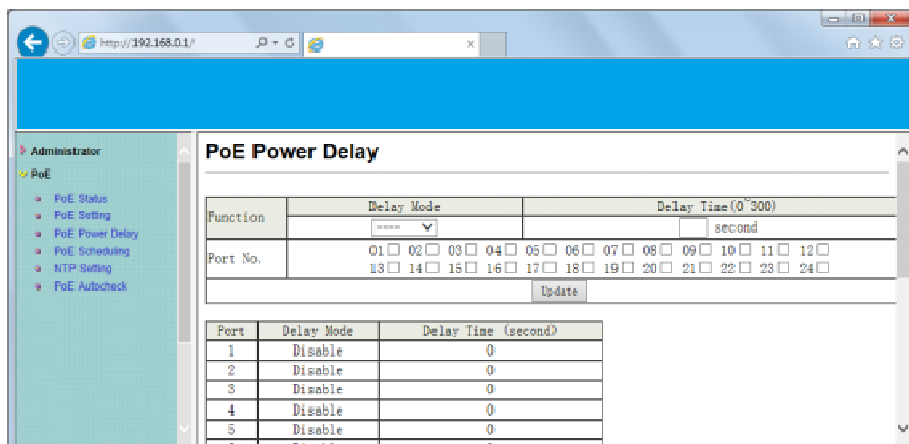 http://192.168.0.1/
Administrator
PoE
PoE Status
PoE Setting
PoE Power Delay
PoE Scheduling
NTP Setting
PoE Autocheck
PoE Power Delay
Function Delay Mode Delay Time(0~300)
---- second
Port No. 01 02 03 04 05 06 07 08 09 10 11 12
13 14 15 16 17 18 19 20 21 22 23 24
Update
Port Delay Mode Delay Time (second)
1 Disable 0
2 Disable 0
3 Disable 0
4 Disable 0
5 Disable 0